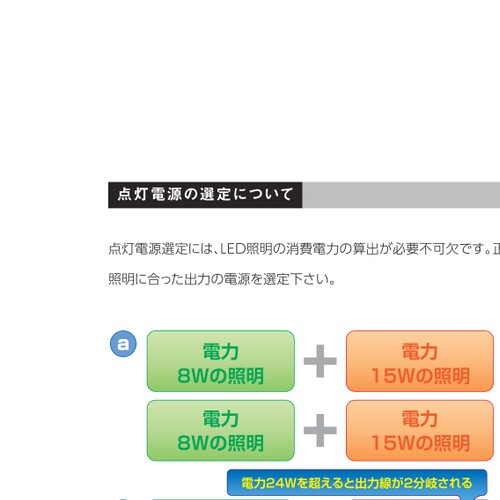 点灯電源の選定について
点灯電源選定には、LED照明の消費電力の算出が必要不可欠です。正
照明に合った出力の電源を選定下さい。
a
電力
8Wの照明
+
電力
15Wの照明
電力
8Wの照明
+
電力
15Wの照明
電力24Wを超えると出力線が2分岐される